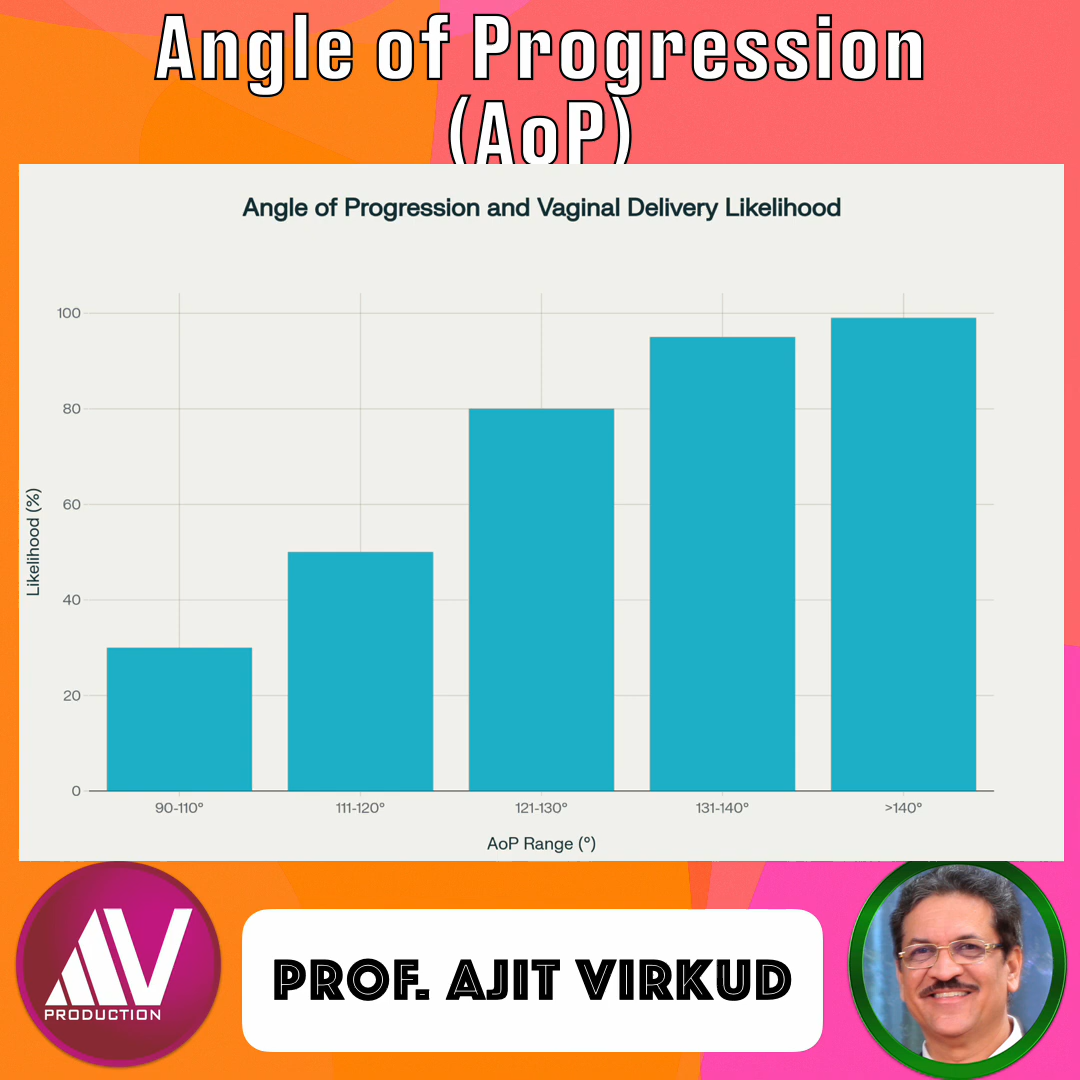 Angle of Progression
(AoP)
Angle of Progression and Vaginal Delivery Likelihood
100
80
60
40
20
0
Likelihood (%)
90-110°
111-120°
121-130°
131-140°
>140°
AoP Range (°)
AV
PRODUCTION
PROF. AJIT VIRKUD